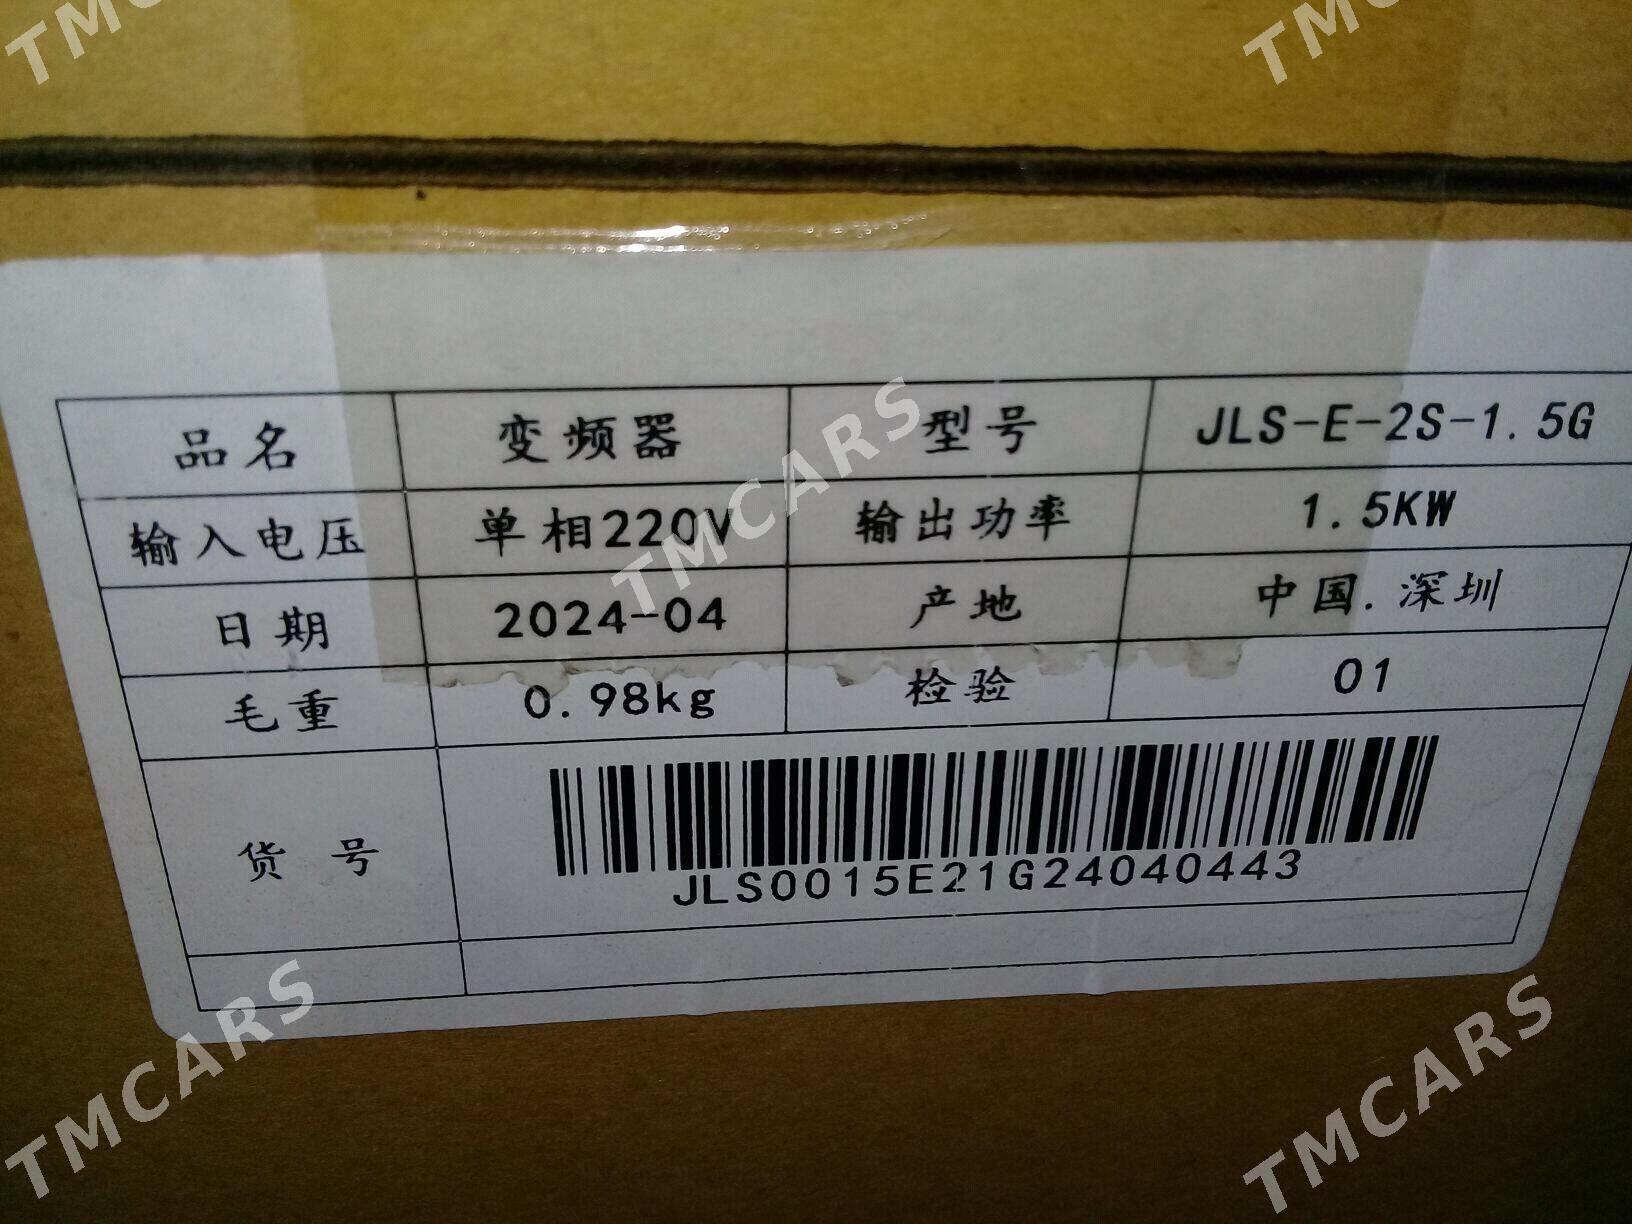 TMCARS TMCARS
品名 变频器 型号 JLS-E-2S-1.5G
输入电压 单相220V 输出功率 1.5KW
TMCARS
日期 2024-04 产地 中国.深圳
毛重 0.98kg 检验 01
货号
JLS0015E21G24040443
TMCARS TMCARS